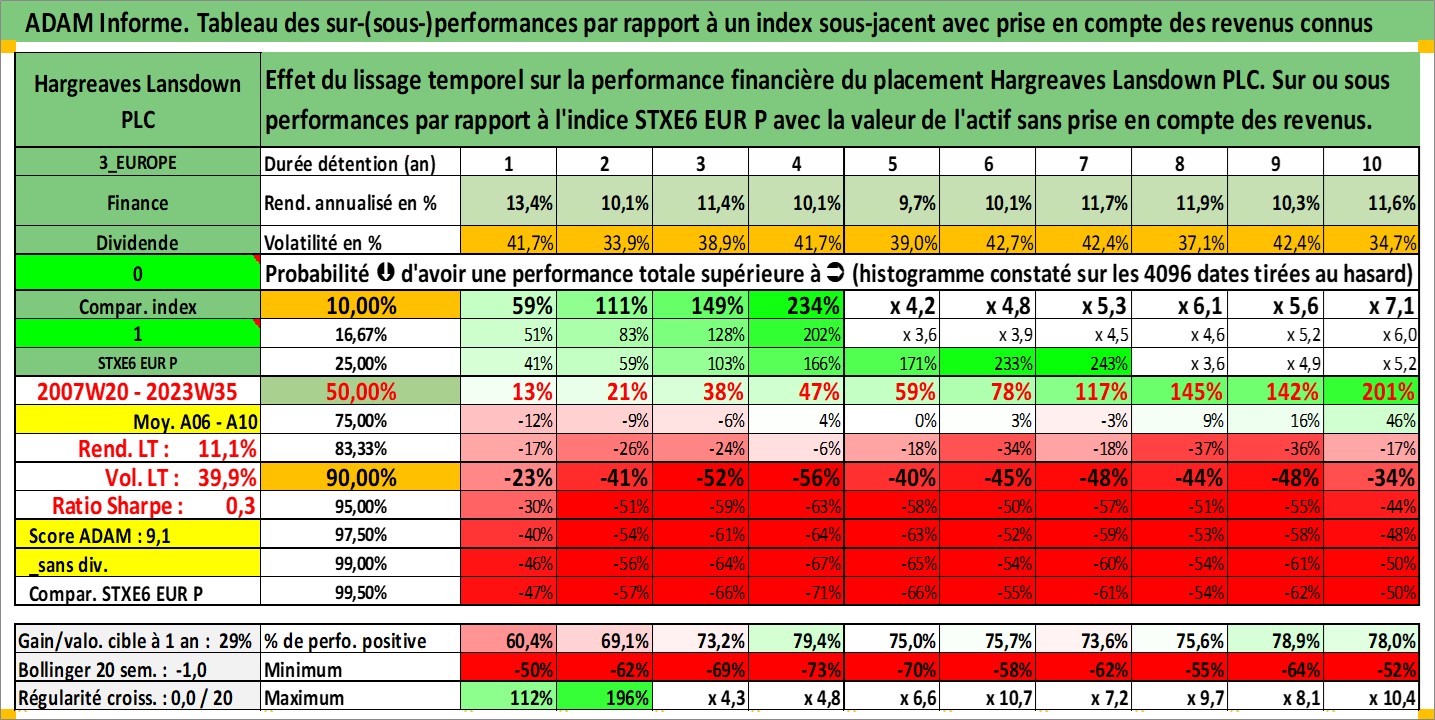 ADAM Informe. Tableau des sur-(sous-)performances par rapport à un index sous-jacent avec prise en compte des revenus connus
Hargreaves Lansdown PLC
Effet du lissage temporel sur la performance financière du placement Hargreaves Lansdown PLC. Sur ou sous
performances par rapport à l'indice STXE6 EUR P avec la valeur de l'actif sans prise en compte des revenus.
3_EUROPE Durée détention (an) 1 2 3 4 5 6 7 8 9 10
Finance Rend. annualisé en % 13,4% 10,1% 11,4% 10,1% 9,7% 10,1% 11,7% 11,9% 10,3% 11,6%
Dividende Volatilité en % 41,7% 33,9% 38,9% 41,7% 39,0% 42,7% 42,4% 37,1% 42,4% 34,7%
0 Probabilité 🡇 d'avoir une performance totale supérieure à ➲ (histogramme constaté sur les 4096 dates tirées au hasard)
Compar. index 10,00% 59% 111% 149% 234% x 4,2 x 4,8 x 5,3 x 6,1 x 5,6 x 7,1
1 16,67% 51% 83% 128% 202% x 3,6 x 3,9 x 4,5 x 4,6 x 5,2 x 6,0
STXE6 EUR P 25,00% 41% 59% 103% 166% 171% 233% 243% x 3,6 x 4,9 x 5,2
2007W20 - 2023W35 50,00% 13% 21% 38% 47% 59% 78% 117% 145% 142% 201%
Moy. A06 - A10 75,00% -12% -9% -6% 4% 0% 3% -3% 9% 16% 46%
Rend. LT : 11,1% 83,33% -17% -26% -24% -6% -18% -34% -18% -37% -36% -17%
Vol. LT : 39,9% 90,00% -23% -41% -52% -56% -40% -45% -48% -44% -48% -34%
Ratio Sharpe : 0,3 95,00% -30% -51% -59% -63% -58% -50% -57% -51% -55% -44%
Score ADAM : 9,1 97,50% -40% -54% -61% -64% -63% -52% -59% -53% -58% -48%
_sans div. 99,00% -46% -56% -64% -67% -65% -54% -60% -54% -61% -50%
Compar. STXE6 EUR P 99,50% -47% -57% -66% -71% -66% -55% -61% -54% -62% -50%
Gain/valo. cible à 1 an : 29% % de perfo. positive 60,4% 69,1% 73,2% 79,4% 75,0% 75,7% 73,6% 75,6% 78,9% 78,0%
Bollinger 20 sem. : -1,0 Minimum -50% -62% -69% -73% -70% -58% -62% -55% -64% -52%
Régularité croiss. : 0,0 / 20 Maximum 112% 196% x 4,3 x 4,8 x 6,6 x 10,7 x 7,2 x 9,7 x 8,1 x 10,4